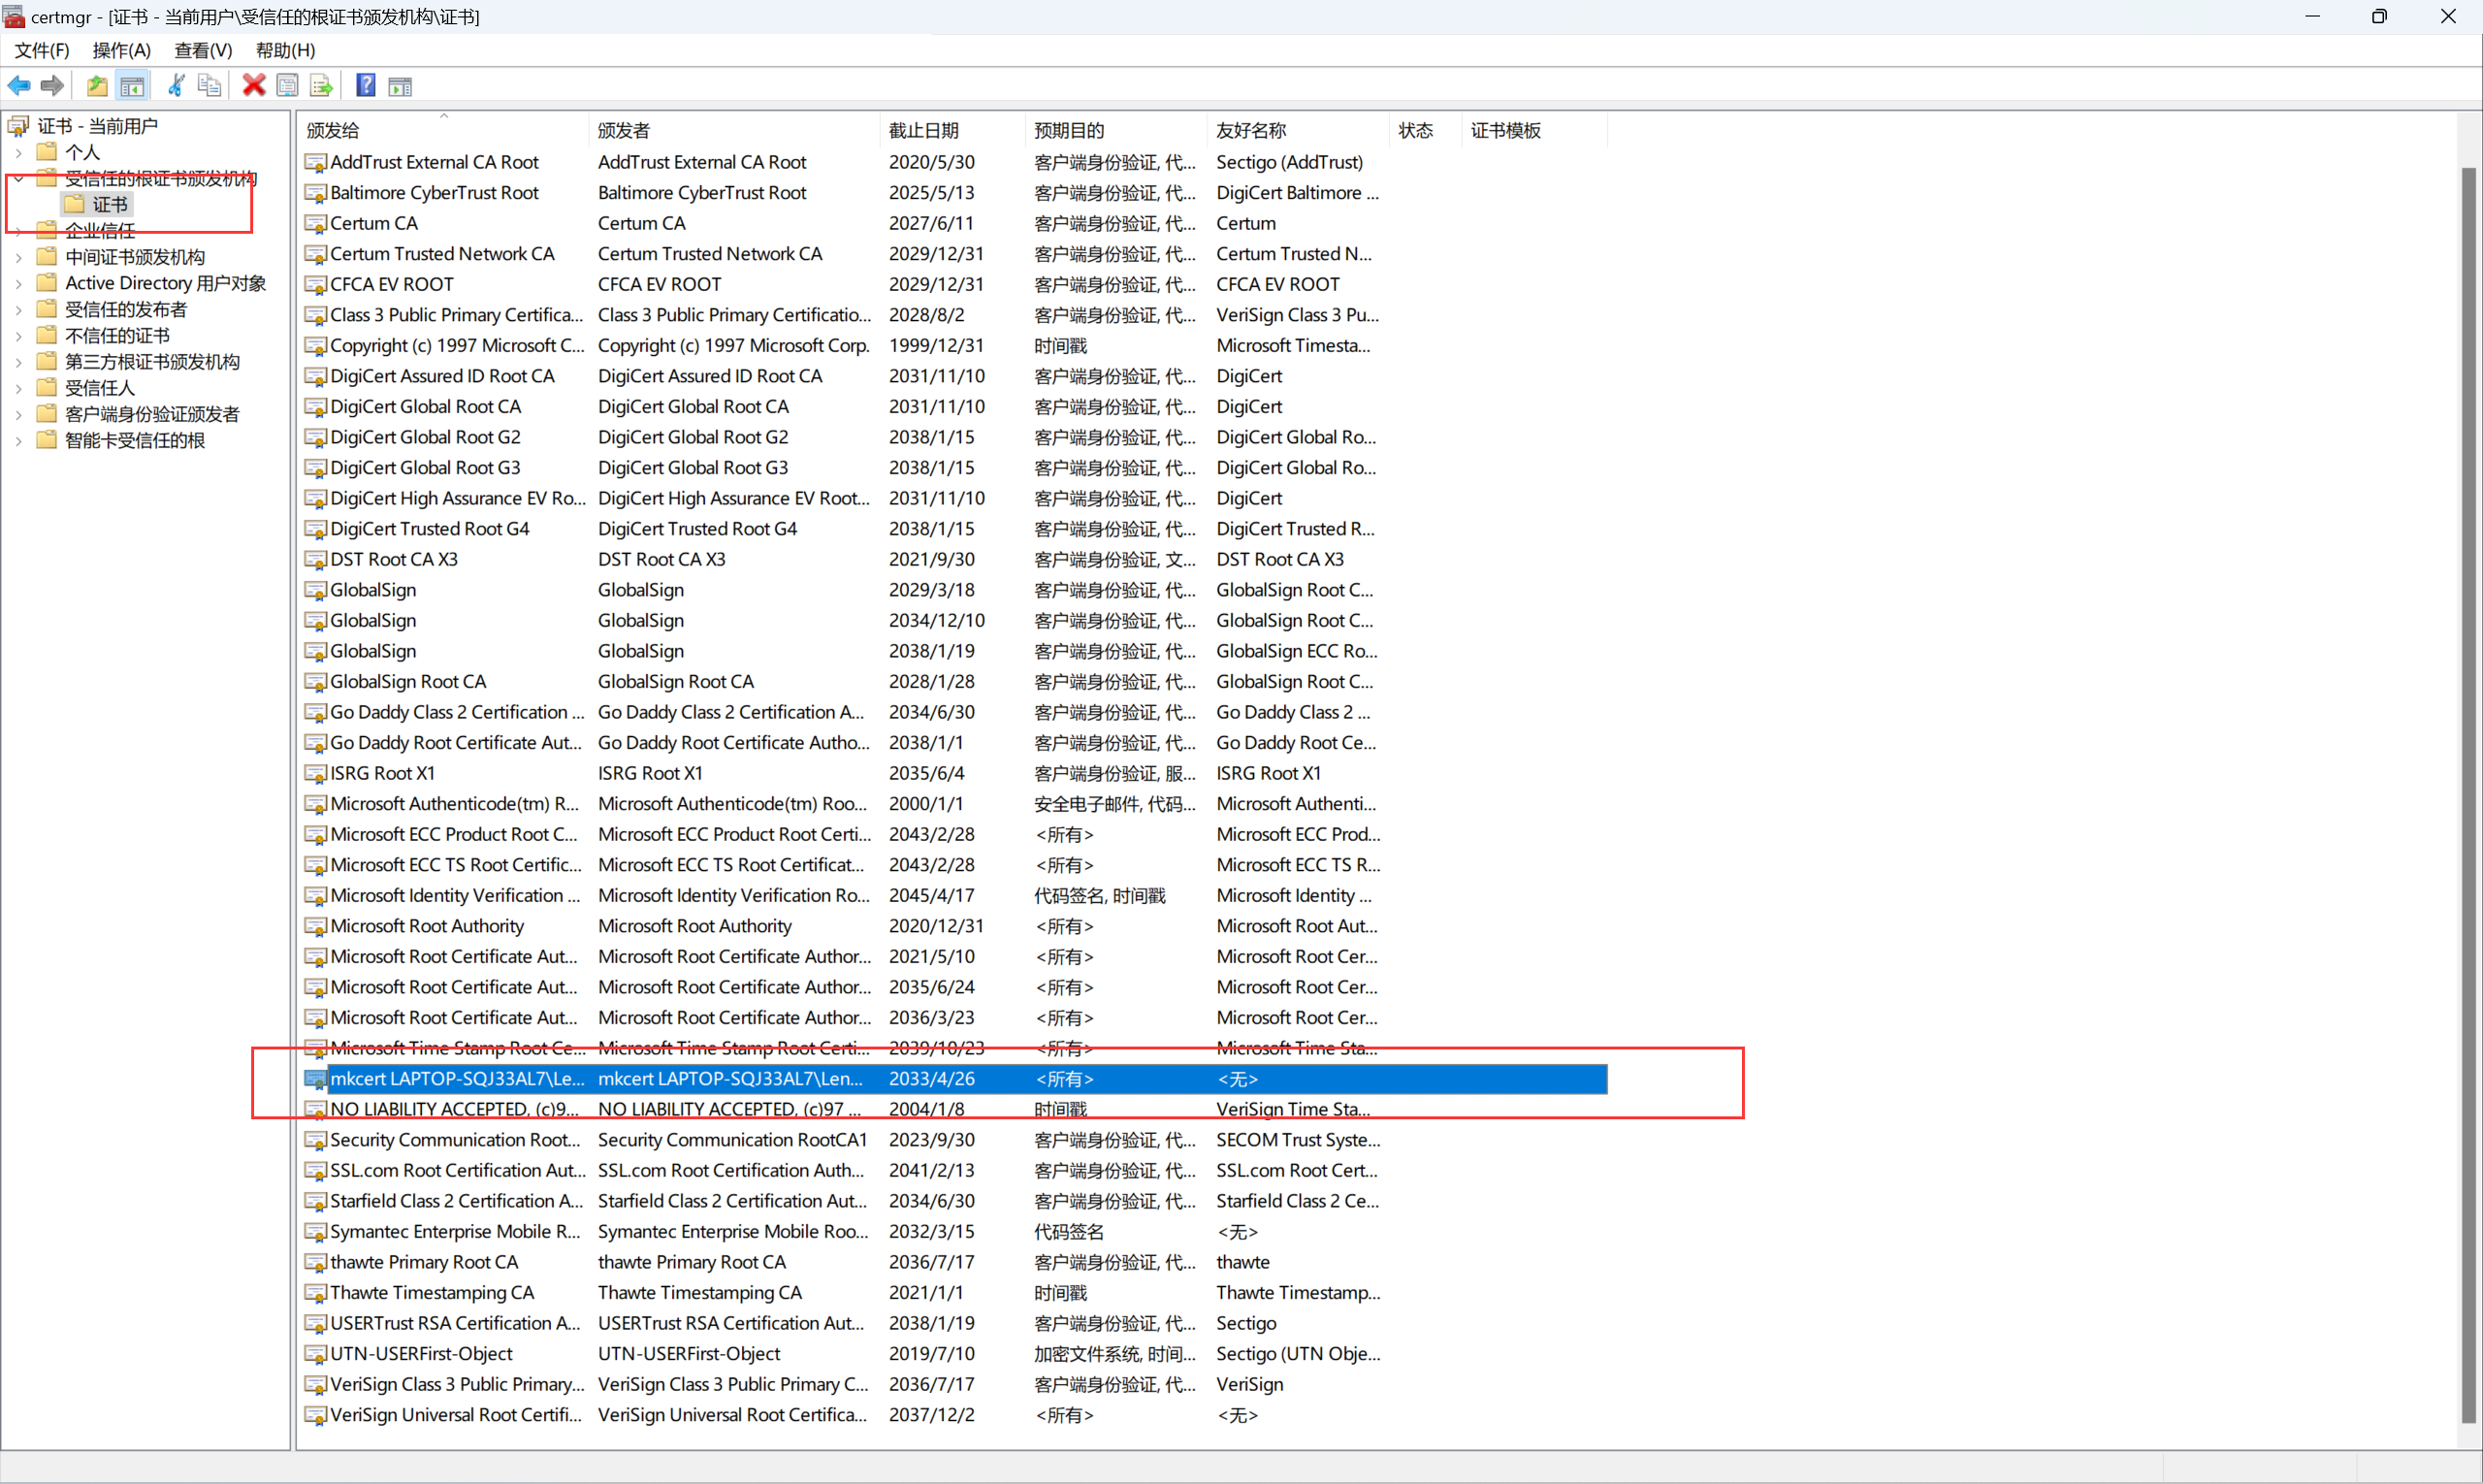 certmgr - [证书 - 当前用户\受信任的根证书颁发机构\证书]
文件(F) 操作(A) 查看(V) 帮助(H)
证书 - 当前用户
个人
受信任的根证书颁发机构
证书
企业信任
中间证书颁发机构
Active Directory 用户对象
受信任的发布者
不信任的证书
第三方根证书颁发机构
受信任人
客户端身份验证颁发者
智能卡受信任的根
颁发给 颁发者 截止日期 预期目的 友好名称 状态 证书模板
AddTrust External CA Root AddTrust External CA Root 2020/5/30 客户端身份验证, 代... Sectigo (AddTrust)
Baltimore CyberTrust Root Baltimore CyberTrust Root 2025/5/13 客户端身份验证, 代... DigiCert Baltimore ...
Certum CA Certum CA 2027/6/11 客户端身份验证, 代... Certum
Certum Trusted Network CA Certum Trusted Network CA 2029/12/31 客户端身份验证, 代... Certum Trusted N...
CFCA EV ROOT CFCA EV ROOT 2029/12/31 客户端身份验证, 代... CFCA EV ROOT
Class 3 Public Primary Certifica... Class 3 Public Primary Certificatio... 2028/8/2 客户端身份验证, 代... VeriSign Class 3 Pu...
Copyright (c) 1997 Microsoft C... Copyright (c) 1997 Microsoft Corp. 1999/12/31 时间戳 Microsoft Timesta...
DigiCert Assured ID Root CA DigiCert Assured ID Root CA 2031/11/10 客户端身份验证, 代... DigiCert
DigiCert Global Root CA DigiCert Global Root CA 2031/11/10 客户端身份验证, 代... DigiCert
DigiCert Global Root G2 DigiCert Global Root G2 2038/1/15 客户端身份验证, 代... DigiCert Global Ro...
DigiCert Global Root G3 DigiCert Global Root G3 2038/1/15 客户端身份验证, 代... DigiCert Global Ro...
DigiCert High Assurance EV Ro... DigiCert High Assurance EV Root... 2031/11/10 客户端身份验证, 代... DigiCert
DigiCert Trusted Root G4 DigiCert Trusted Root G4 2038/1/15 客户端身份验证, 代... DigiCert Trusted R...
DST Root CA X3 DST Root CA X3 2021/9/30 客户端身份验证, 文... DST Root CA X3
GlobalSign GlobalSign 2029/3/18 客户端身份验证, 代... GlobalSign Root C...
GlobalSign GlobalSign 2034/12/10 客户端身份验证, 代... GlobalSign Root C...
GlobalSign GlobalSign 2038/1/19 客户端身份验证, 代... GlobalSign ECC Ro...
GlobalSign Root CA GlobalSign Root CA 2028/1/28 客户端身份验证, 代... GlobalSign Root C...
Go Daddy Class 2 Certification ... Go Daddy Class 2 Certification A... 2034/6/30 客户端身份验证, 代... Go Daddy Class 2 ...
Go Daddy Root Certificate Aut... Go Daddy Root Certificate Autho... 2038/1/1 客户端身份验证, 代... Go Daddy Root Ce...
ISRG Root X1 ISRG Root X1 2035/6/4 客户端身份验证, 服... ISRG Root X1
Microsoft Authenticode(tm) R... Microsoft Authenticode(tm) Roo... 2000/1/1 安全电子邮件, 代码... Microsoft Authenti...
Microsoft ECC Product Root C... Microsoft ECC Product Root Certi... 2043/2/28 <所有> Microsoft ECC Prod...
Microsoft ECC TS Root Certific... Microsoft ECC TS Root Certificat... 2043/2/28 <所有> Microsoft ECC TS R...
Microsoft Identity Verification ... Microsoft Identity Verification Ro... 2045/4/17 代码签名, 时间戳 Microsoft Identity ...
Microsoft Root Authority Microsoft Root Authority 2020/12/31 <所有> Microsoft Root Aut...
Microsoft Root Certificate Aut... Microsoft Root Certificate Author... 2021/5/10 <所有> Microsoft Root Cer...
Microsoft Root Certificate Aut... Microsoft Root Certificate Author... 2035/6/24 <所有> Microsoft Root Cer...
Microsoft Root Certificate Aut... Microsoft Root Certificate Author... 2036/3/23 <所有> Microsoft Root Cer...
Microsoft Time Stamp Root Ce... Microsoft Time Stamp Root Certi... 2039/10/23 <所有> Microsoft Time Sta...
mkcert LAPTOP-SQJ33AL7\Le... mkcert LAPTOP-SQJ33AL7\Len... 2033/4/26 <所有> <无>
NO LIABILITY ACCEPTED, (c)9... NO LIABILITY ACCEPTED, (c)97 ... 2004/1/8 时间戳 VeriSign Time Sta...
Security Communication Root... Security Communication RootCA1 2023/9/30 客户端身份验证, 代... SECOM Trust Syste...
SSL.com Root Certification Aut... SSL.com Root Certification Auth... 2041/2/13 客户端身份验证, 代... SSL.com Root Cert...
Starfield Class 2 Certification A... Starfield Class 2 Certification Aut... 2034/6/30 客户端身份验证, 代... Starfield Class 2 Ce...
Symantec Enterprise Mobile R... Symantec Enterprise Mobile Roo... 2032/3/15 代码签名 <无>
thawte Primary Root CA thawte Primary Root CA 2036/7/17 客户端身份验证, 代... thawte
Thawte Timestamping CA Thawte Timestamping CA 2021/1/1 时间戳 Thawte Timestamp...
USERTrust RSA Certification A... USERTrust RSA Certification Aut... 2038/1/19 客户端身份验证, 代... Sectigo
UTN-USERFirst-Object UTN-USERFirst-Object 2019/7/10 加密文件系统, 时间... Sectigo (UTN Obje...
VeriSign Class 3 Public Primary... VeriSign Class 3 Public Primary C... 2036/7/17 客户端身份验证, 代... VeriSign
VeriSign Universal Root Certifi... VeriSign Universal Root Certifica... 2037/12/2 <所有> <无>